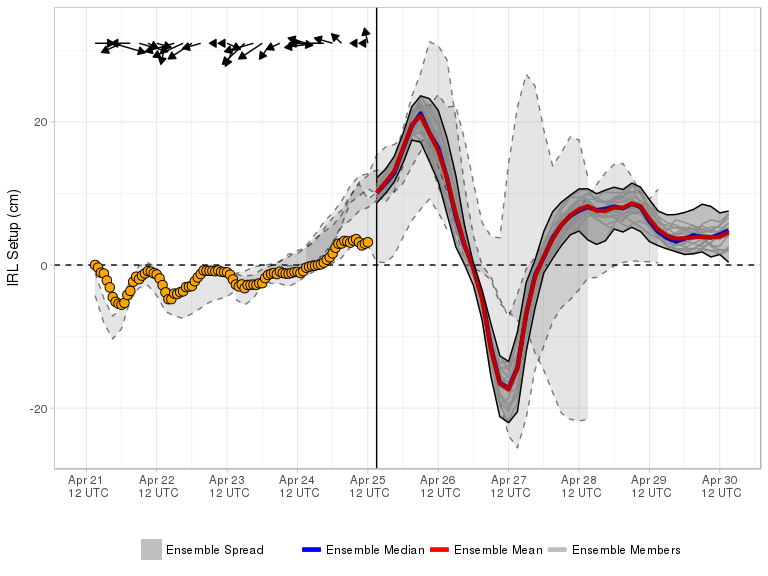 IRL Setup (cm)
20
0
-20
Apr 21 Apr 22 Apr 23 Apr 24 Apr 25 Apr 26 Apr 27 Apr 28 Apr 29 Apr 30
12 UTC 12 UTC 12 UTC 12 UTC 12 UTC 12 UTC 12 UTC 12 UTC 12 UTC 12 UTC
Ensemble Spread Ensemble Median Ensemble Mean Ensemble Members